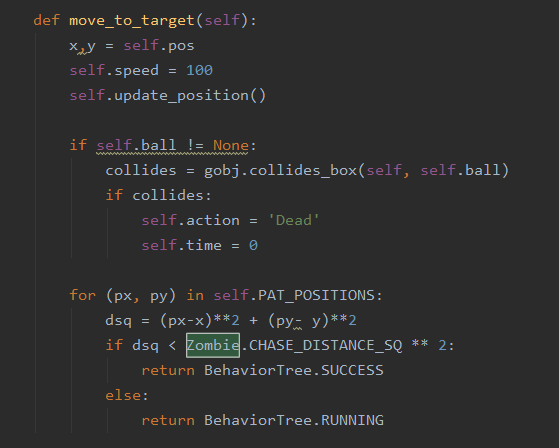 def move_to_target(self):
    x,y = self.pos
    self.speed = 100
    self.update_position()

    if self.ball != None:
        collides = gobj.collides_box(self, self.ball)
        if collides:
            self.action = 'Dead'
            self.time = 0

    for (px, py) in self.PAT_POSITIONS:
        dsq = (px-x)**2 + (py- y)**2
        if dsq < Zombie.CHASE_DISTANCE_SQ ** 2:
            return BehaviorTree.SUCCESS
        else:
            return BehaviorTree.RUNNING